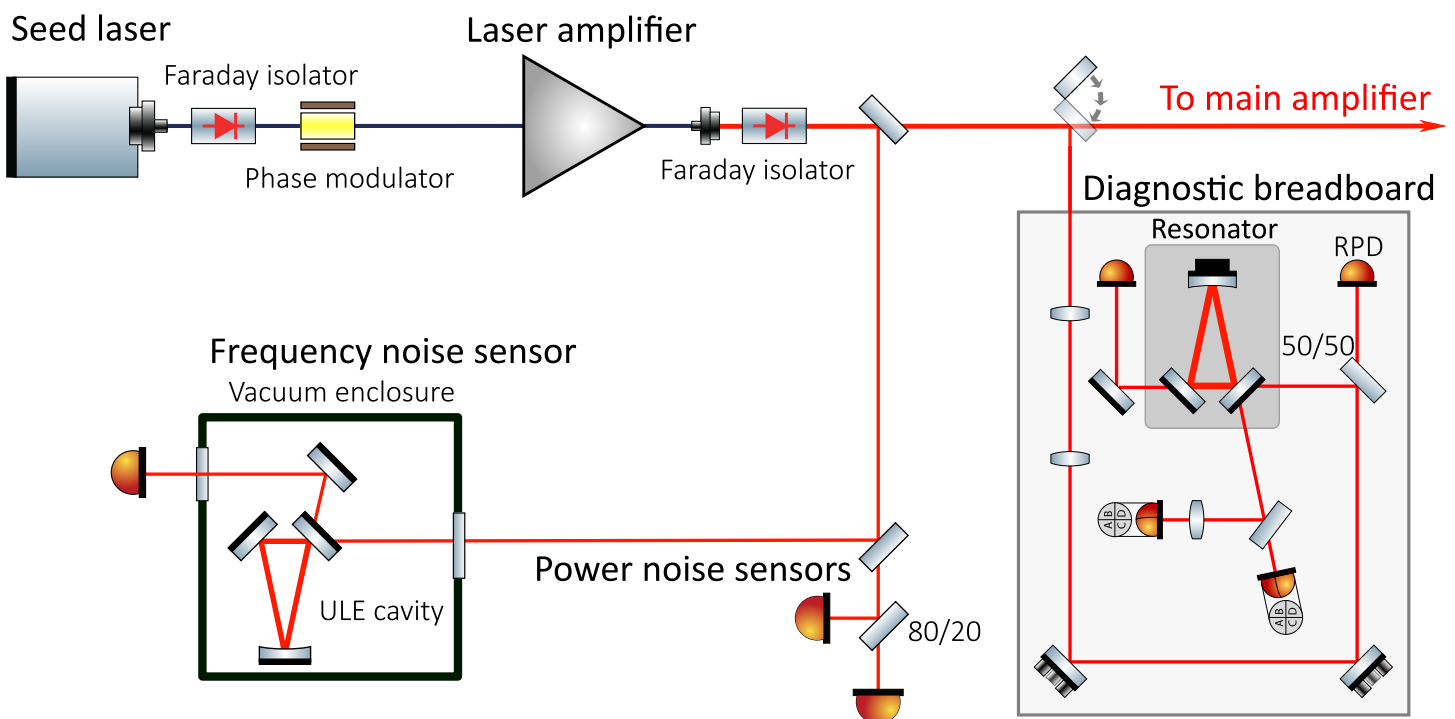 Seed laser
Laser amplifier
Faraday isolator
To main amplifier
Phase modulator
Faraday isolator
Diagnostic breadboard
Resonator
RPD
50/50
Frequency noise sensor
Vacuum enclosure
A B
C D
Power noise sensors
ULE cavity
80/20
A B
C D